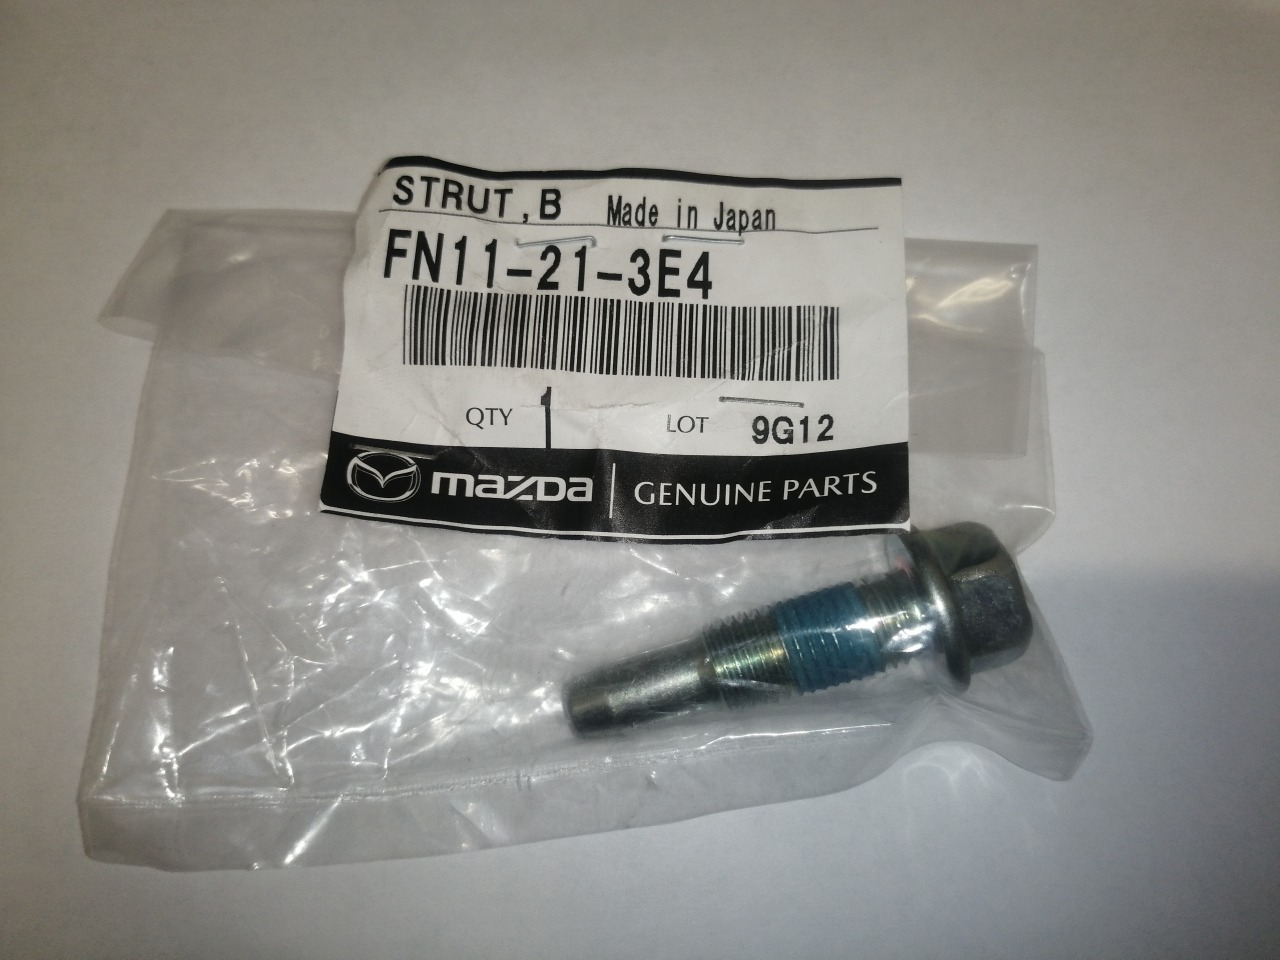 STRUT,B Made in Japan
FN11-21-3E4
QTY 1 LOT 9G12
mazda GENUINE PARTS